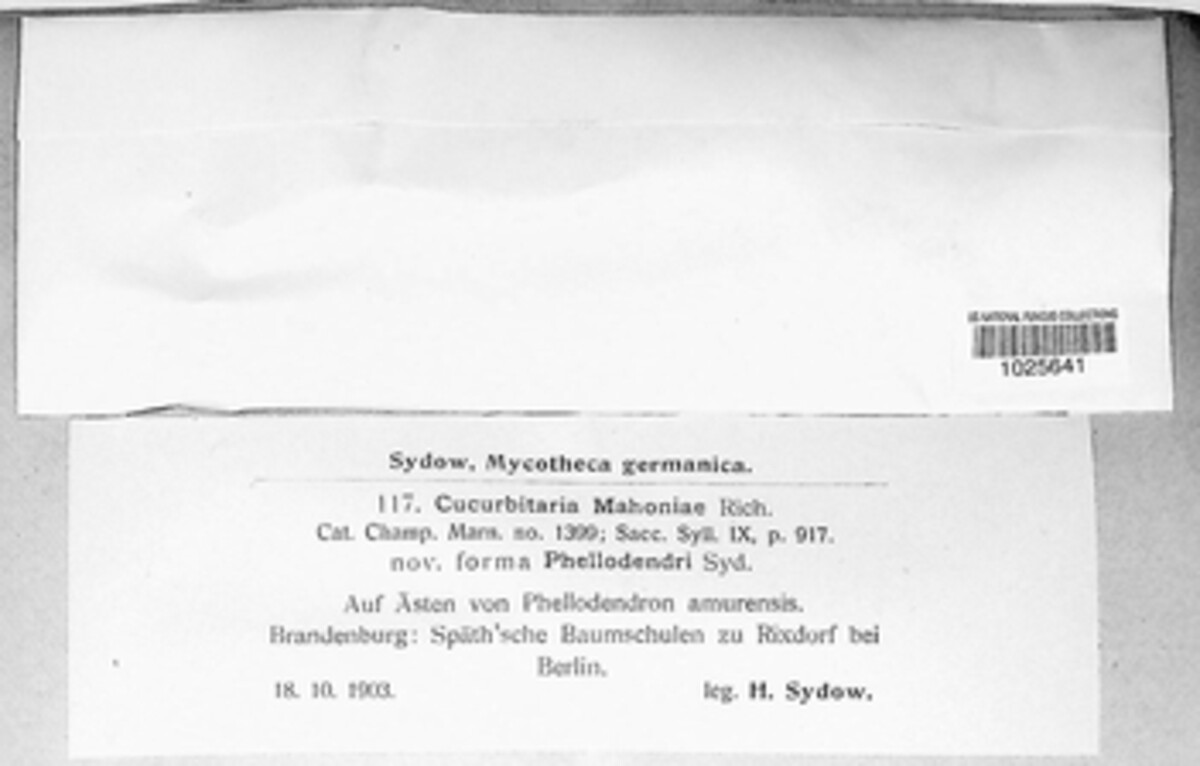 US NATIONAL FUNGUS COLLECTIONS
1025641
Sydow, Mycotheca germanica.
117. Cucurbitaria Mahoniae Rich.
Cat. Champ. Marn. no. 1399; Sacc. Syll. IX, p. 917.
nov. forma Phellodendri Syd.
Auf Ästen von Phellodendron amurensis.
Brandenburg: Späth'sche Baumschulen zu Rixdorf bei
Berlin.
18. 10. 1903. leg. H. Sydow.